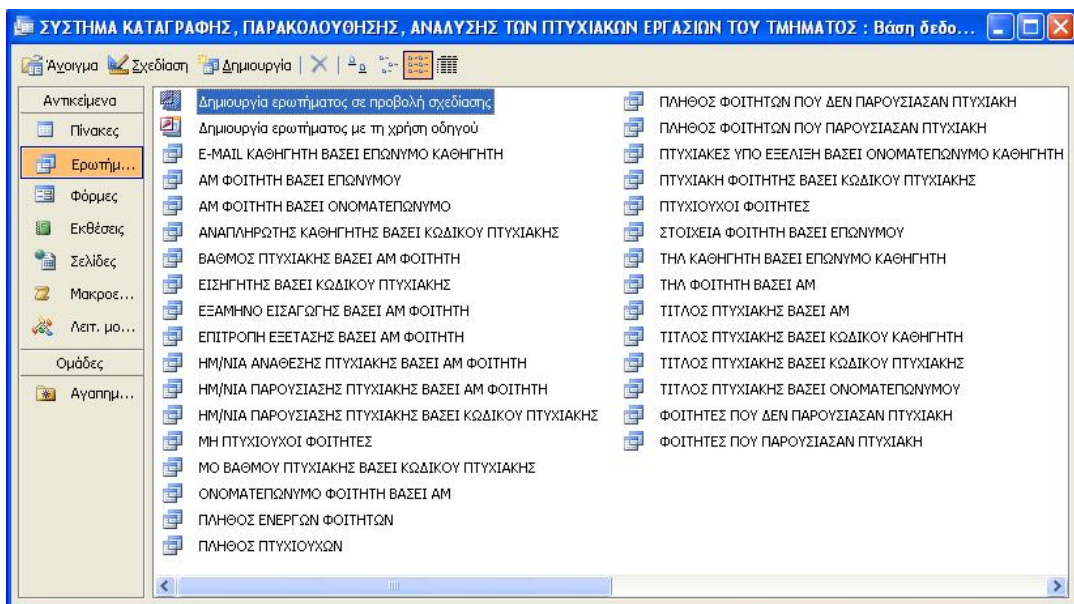 ΣΥΣΤΗΜΑ ΚΑΤΑΓΡΑΦΗΣ, ΠΑΡΑΚΟΛΟΥΘΗΣΗΣ, ΑΝΑΛΥΣΗΣ ΤΩΝ ΠΤΥΧΙΑΚΩΝ ΕΡΓΑΣΙΩΝ ΤΟΥ ΤΜΗΜΑΤΟΣ : Βάση δεδο...
Άνοιγμα Σχεδίαση Δημιουργία
Αντικείμενα
Πίνακες
Ερωτήμ...
Φόρμες
Εκθέσεις
Σελίδες
Μακροε...
Λειτ. μο...
Ομάδες
Αγαπημ...
Δημιουργία ερωτήματος σε προβολή σχεδίασης
Δημιουργία ερωτήματος με τη χρήση οδηγού
E-MAIL ΚΑΘΗΓΗΤΗ ΒΑΣΕΙ ΕΠΩΝΥΜΟ ΚΑΘΗΓΗΤΗ
ΑΜ ΦΟΙΤΗΤΗ ΒΑΣΕΙ ΕΠΩΝΥΜΟΥ
ΑΜ ΦΟΙΤΗΤΗ ΒΑΣΕΙ ΟΝΟΜΑΤΕΠΩΝΥΜΟ
ΑΝΑΠΛΗΡΩΤΗΣ ΚΑΘΗΓΗΤΗΣ ΒΑΣΕΙ ΚΩΔΙΚΟΥ ΠΤΥΧΙΑΚΗΣ
ΒΑΘΜΟΣ ΠΤΥΧΙΑΚΗΣ ΒΑΣΕΙ ΑΜ ΦΟΙΤΗΤΗ
ΕΙΣΗΓΗΤΗΣ ΒΑΣΕΙ ΚΩΔΙΚΟΥ ΠΤΥΧΙΑΚΗΣ
ΕΞΑΜΗΝΟ ΕΙΣΑΓΩΓΗΣ ΒΑΣΕΙ ΑΜ ΦΟΙΤΗΤΗ
ΕΠΙΤΡΟΠΗ ΕΞΕΤΑΣΗΣ ΒΑΣΕΙ ΑΜ ΦΟΙΤΗΤΗ
ΗΜ/ΝΙΑ ΑΝΑΘΕΣΗΣ ΠΤΥΧΙΑΚΗΣ ΒΑΣΕΙ ΑΜ ΦΟΙΤΗΤΗ
ΗΜ/ΝΙΑ ΠΑΡΟΥΣΙΑΣΗΣ ΠΤΥΧΙΑΚΗΣ ΒΑΣΕΙ ΑΜ ΦΟΙΤΗΤΗ
ΗΜ/ΝΙΑ ΠΑΡΟΥΣΙΑΣΗΣ ΠΤΥΧΙΑΚΗΣ ΒΑΣΕΙ ΚΩΔΙΚΟΥ ΠΤΥΧΙΑΚΗΣ
ΜΗ ΠΤΥΧΙΟΥΧΟΙ ΦΟΙΤΗΤΕΣ
ΜΟ ΒΑΘΜΟΥ ΠΤΥΧΙΑΚΗΣ ΒΑΣΕΙ ΚΩΔΙΚΟΥ ΠΤΥΧΙΑΚΗΣ
ΟΝΟΜΑΤΕΠΩΝΥΜΟ ΦΟΙΤΗΤΗ ΒΑΣΕΙ ΑΜ
ΠΛΗΘΟΣ ΕΝΕΡΓΩΝ ΦΟΙΤΗΤΩΝ
ΠΛΗΘΟΣ ΠΤΥΧΙΟΥΧΩΝ
ΠΛΗΘΟΣ ΦΟΙΤΗΤΩΝ ΠΟΥ ΔΕΝ ΠΑΡΟΥΣΙΑΣΑΝ ΠΤΥΧΙΑΚΗ
ΠΛΗΘΟΣ ΦΟΙΤΗΤΩΝ ΠΟΥ ΠΑΡΟΥΣΙΑΣΑΝ ΠΤΥΧΙΑΚΗ
ΠΤΥΧΙΑΚΕΣ ΥΠΟ ΕΞΕΛΙΞΗ ΒΑΣΕΙ ΟΝΟΜΑΤΕΠΩΝΥΜΟ ΚΑΘΗΓΗΤΗ
ΠΤΥΧΙΑΚΗ ΦΟΙΤΗΤΗΣ ΒΑΣΕΙ ΚΩΔΙΚΟΥ ΠΤΥΧΙΑΚΗΣ
ΠΤΥΧΙΟΥΧΟΙ ΦΟΙΤΗΤΕΣ
ΣΤΟΙΧΕΙΑ ΦΟΙΤΗΤΗ ΒΑΣΕΙ ΕΠΩΝΥΜΟΥ
ΤΗΛ ΚΑΘΗΓΗΤΗ ΒΑΣΕΙ ΕΠΩΝΥΜΟ ΚΑΘΗΓΗΤΗ
ΤΗΛ ΦΟΙΤΗΤΗ ΒΑΣΕΙ ΑΜ
ΤΙΤΛΟΣ ΠΤΥΧΙΑΚΗΣ ΒΑΣΕΙ ΑΜ
ΤΙΤΛΟΣ ΠΤΥΧΙΑΚΗΣ ΒΑΣΕΙ ΚΩΔΙΚΟΥ ΚΑΘΗΓΗΤΗ
ΤΙΤΛΟΣ ΠΤΥΧΙΑΚΗΣ ΒΑΣΕΙ ΚΩΔΙΚΟΥ ΠΤΥΧΙΑΚΗΣ
ΤΙΤΛΟΣ ΠΤΥΧΙΑΚΗΣ ΒΑΣΕΙ ΟΝΟΜΑΤΕΠΩΝΥΜΟΥ
ΦΟΙΤΗΤΕΣ ΠΟΥ ΔΕΝ ΠΑΡΟΥΣΙΑΣΑΝ ΠΤΥΧΙΑΚΗ
ΦΟΙΤΗΤΕΣ ΠΟΥ ΠΑΡΟΥΣΙΑΣΑΝ ΠΤΥΧΙΑΚΗ